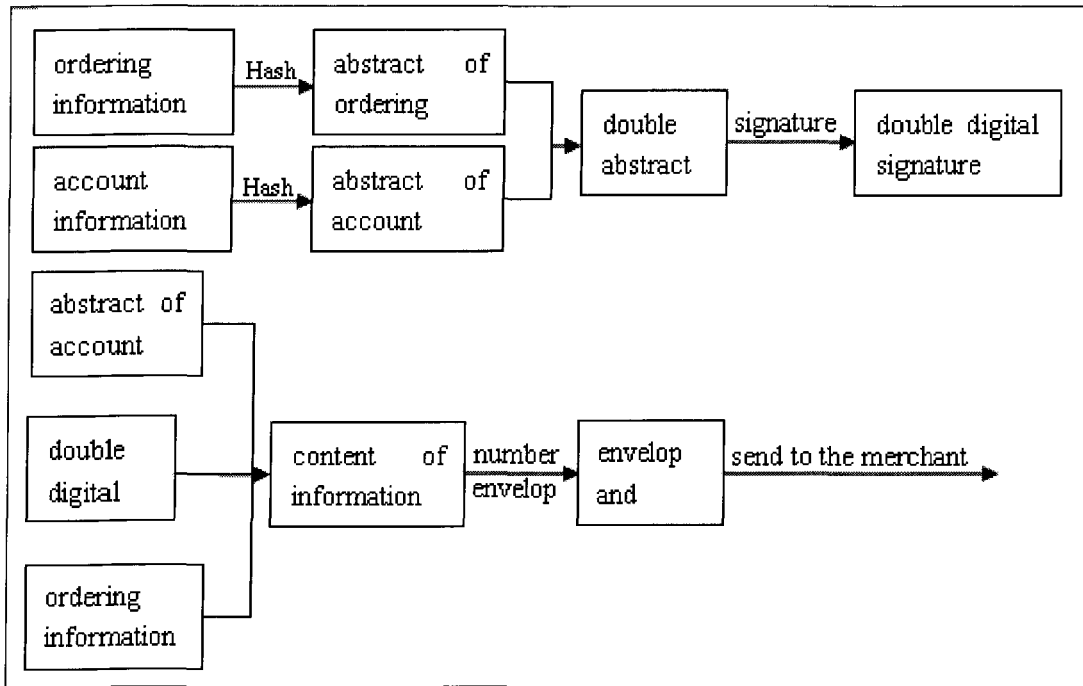 ordering
information
Hash
abstract of
ordering
double
abstract
signature
double digital
signature
account
information
Hash
abstract of
account
abstract of
account
double
digital
content of
information
number
envelop
envelop
and
send to the merchant
ordering
information